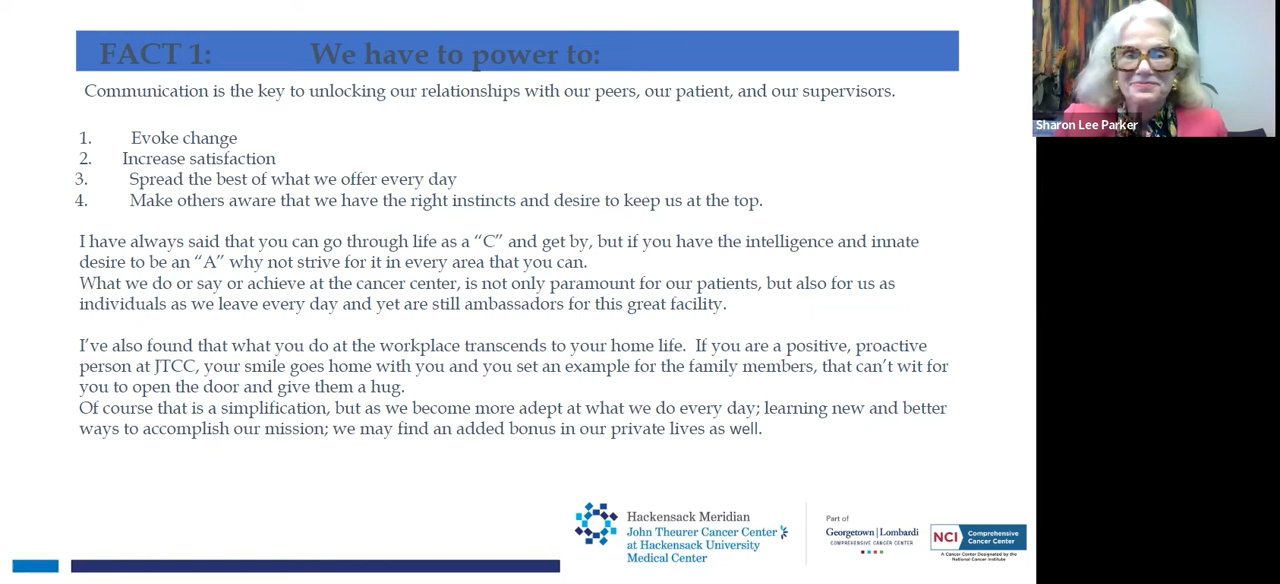 FACT 1: We have to power to:
Communication is the key to unlocking our relationships with our peers, our patient, and our supervisors.
1. Evoke change
2. Increase satisfaction
3. Spread the best of what we offer every day
4. Make others aware that we have the right instincts and desire to keep us at the top.
I have always said that you can go through life as a “C” and get by, but if you have the intelligence and innate
desire to be an “A” why not strive for it in every area that you can.
What we do or say or achieve at the cancer center, is not only paramount for our patients, but also for us as
individuals as we leave every day and yet are still ambassadors for this great facility.
I’ve also found that what you do at the workplace transcends to your home life. If you are a positive, proactive
person at JTCC, your smile goes home with you and you set an example for the family members, that can’t wit for
you to open the door and give them a hug.
Of course that is a simplification, but as we become more adept at what we do every day; learning new and better
ways to accomplish our mission; we may find an added bonus in our private lives as well.
Sharon Lee Parker
Hackensack Meridian
John Theurer Cancer Center
at Hackensack University
Medical Center
Part of
Georgetown | Lombardi
COMPREHENSIVE CANCER CENTER
NCI Comprehensive
Cancer Center
A Cancer Center Designated by the
National Cancer Institute